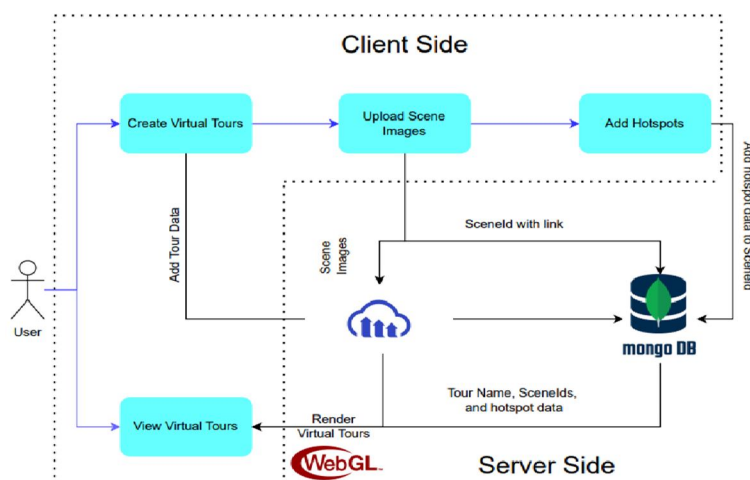 Client Side
Create Virtual Tours
Upload Scene
Images
Add Hotspots
Add hotspot data to SceneId
Add Tour Data
Scene
Images
SceneId with link
User
mongo DB
Tour Name, SceneIds,
and hotspot data
View Virtual Tours
Render
Virtual Tours
WebGL
Server Side